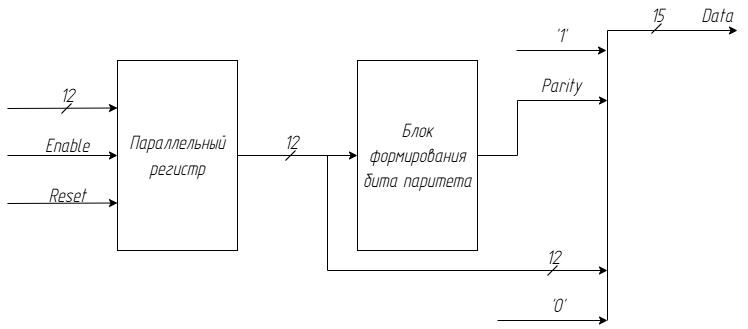 15 Data
'1'
12
Parity
Enable
Параллельный
регистр
12
Блок
формирования
бита паритета
Reset
12
'0'